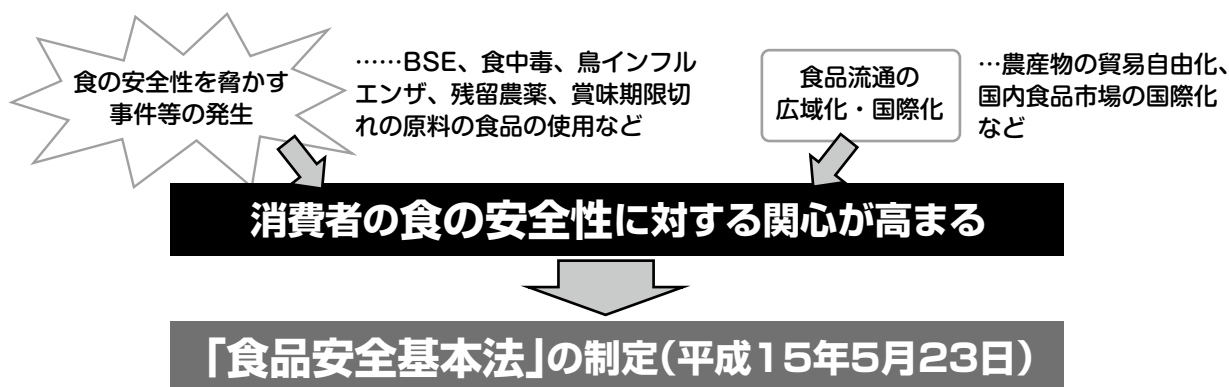 食の安全性を脅かす
事件等の発生
……BSE、食中毒、鳥インフル
エンザ、残留農薬、賞味期限切
れの原料の食品の使用など
食品流通の
広域化・国際化
…農産物の貿易自由化、
国内食品市場の国際化
など
消費者の食の安全性に対する関心が高まる
「食品安全基本法」の制定(平成15年5月23日)